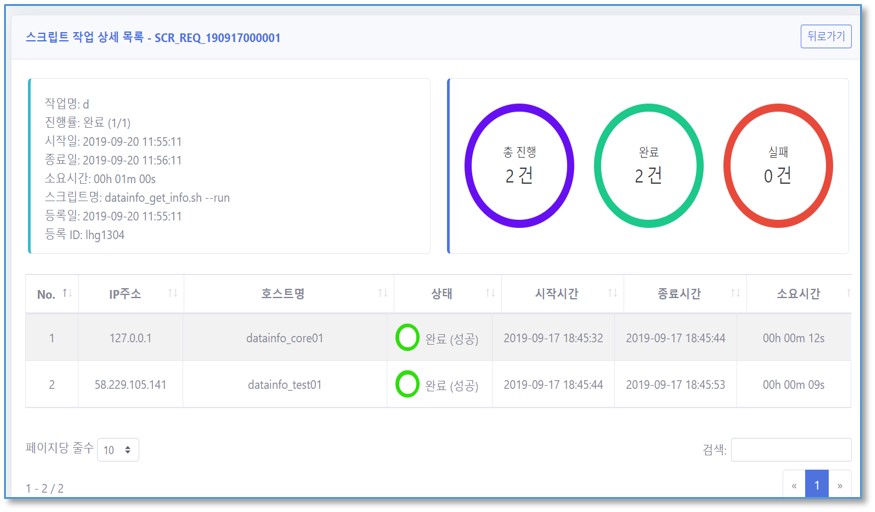 스크립트 작업 상세 목록 - SCR_REQ_190917000001
뒤로가기
작업명: d
진행률: 완료 (1/1)
시작일: 2019-09-20 11:55:11
종료일: 2019-09-20 11:56:11
소요시간: 00h 01m 00s
스크립트명: datainfo_get_info.sh --run
등록일: 2019-09-20 11:55:11
등록 ID: lhg1304
총 진행
2 건
완료
2 건
실패
0 건
No. IP주소 호스트명 상태 시작시간 종료시간 소요시간
1 127.0.0.1 datainfo_core01 완료 (성공) 2019-09-17 18:45:32 2019-09-17 18:45:44 00h 00m 12s
2 58.229.105.141 datainfo_test01 완료 (성공) 2019-09-17 18:45:44 2019-09-17 18:45:53 00h 00m 09s
페이지당 줄수 10 검색:
1 - 2 / 2 « 1 »